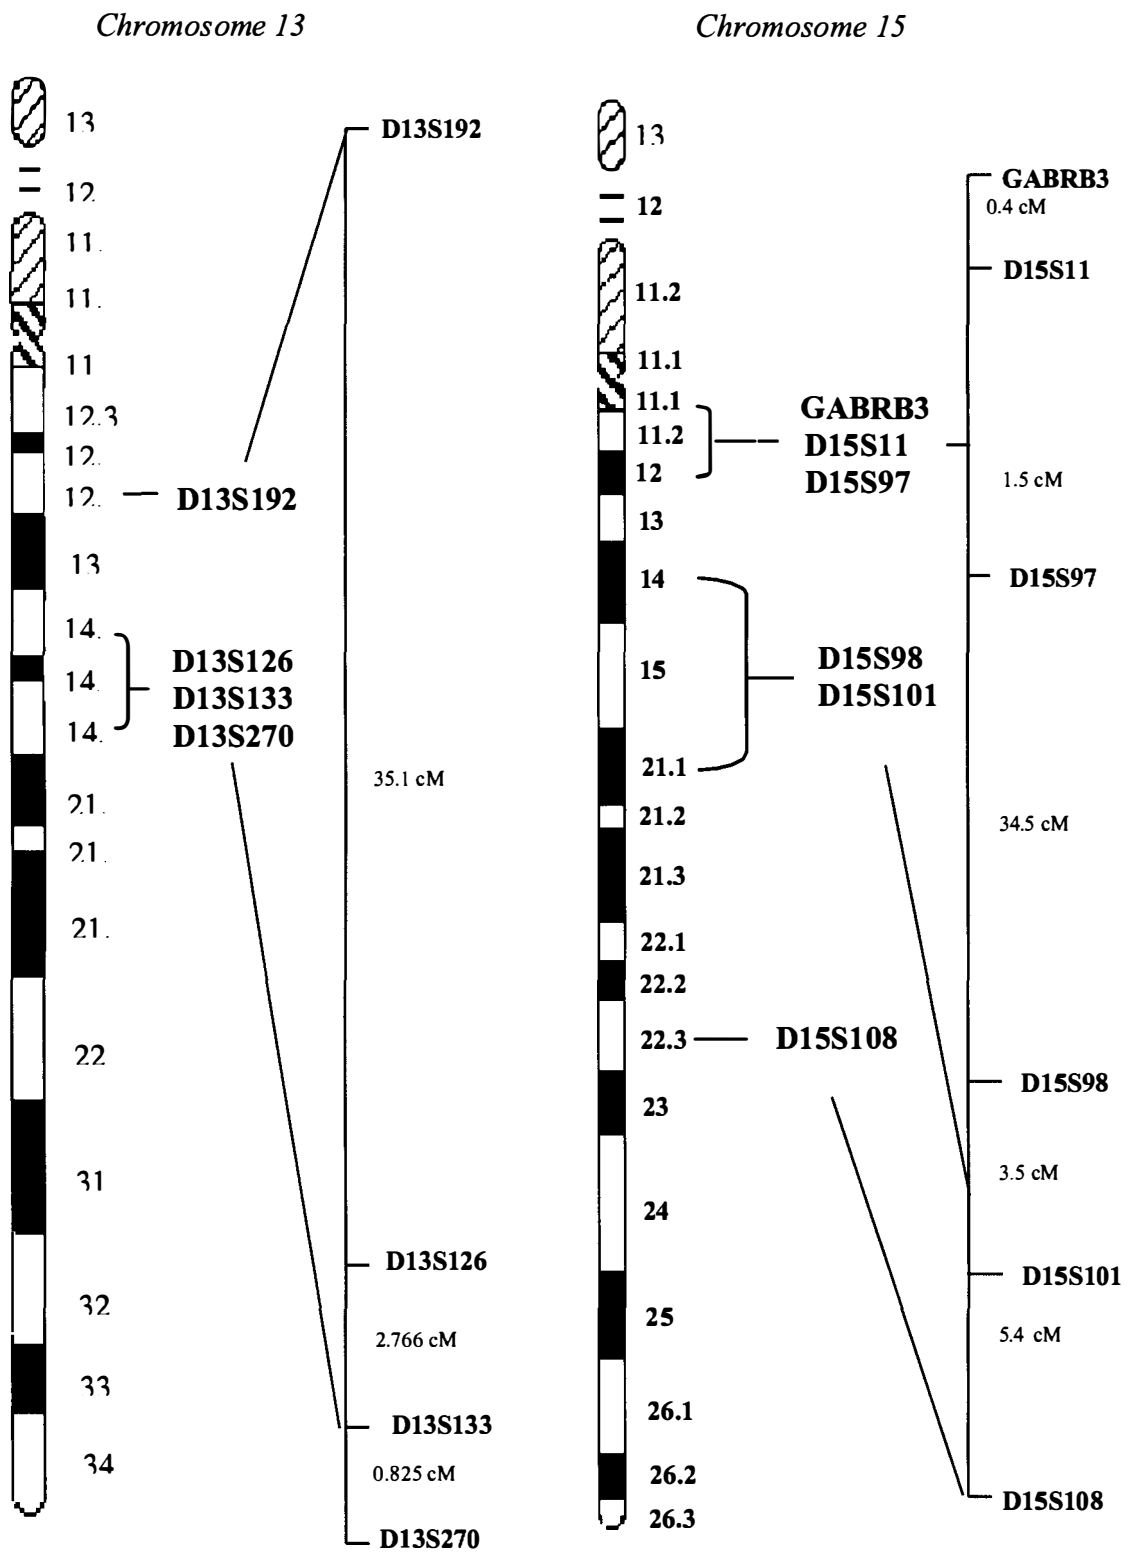 Chromosome 13
13
12
11.
11.
11
12.3
12.
12.
13
14.
14.
14.
21.
21.
21.
22
31
32
33
34
D13S192
D13S126
D13S133
D13S270
D13S192
35.1 cM
D13S126
2.766 cM
D13S133
0.825 cM
D13S270
Chromosome 15
13
12
11.2
11.1
11.1
11.2
12
13
14
15
21.1
21.2
21.3
22.1
22.2
22.3
23
24
25
26.1
26.2
26.3
GABRB3
D15S11
D15S97
D15S98
D15S101
D15S108
GABRB3
0.4 cM
D15S11
1.5 cM
D15S97
34.5 cM
D15S98
3.5 cM
D15S101
5.4 cM
D15S108